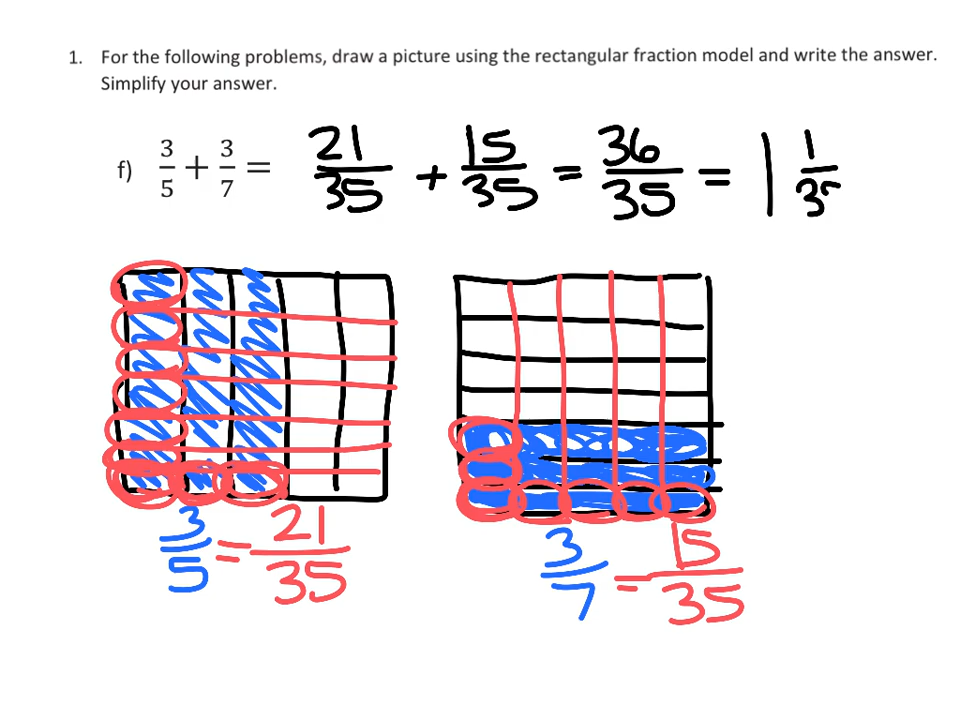 1. For the following problems, draw a picture using the rectangular fraction model and write the answer.
Simplify your answer.
f) 3/5 + 3/7 = 21/35 + 15/35 = 36/35 = 1 1/35
3/5 = 21/35
3/7 = 15/35